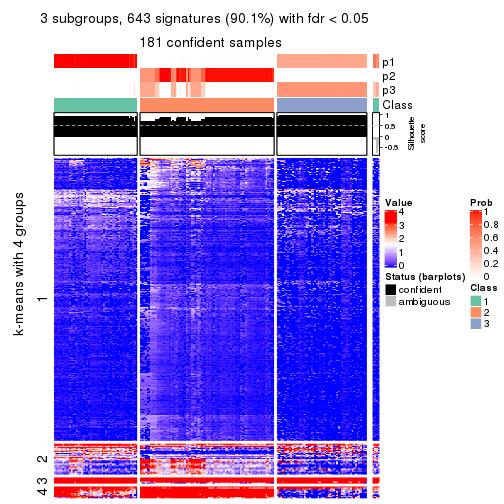 3 subgroups, 643 signatures (90.1%) with fdr < 0.05
181 confident samples
p1
p2
p3
Class
1
0.5
0
-0.5
Silhouette
score
k-means with 4 groups
1
2
3
4
Value
4
3
2
1
0
Status (barplots)
confident
ambiguous
Prob
1
0.8
0.6
0.4
0.2
0
Class
1
2
3